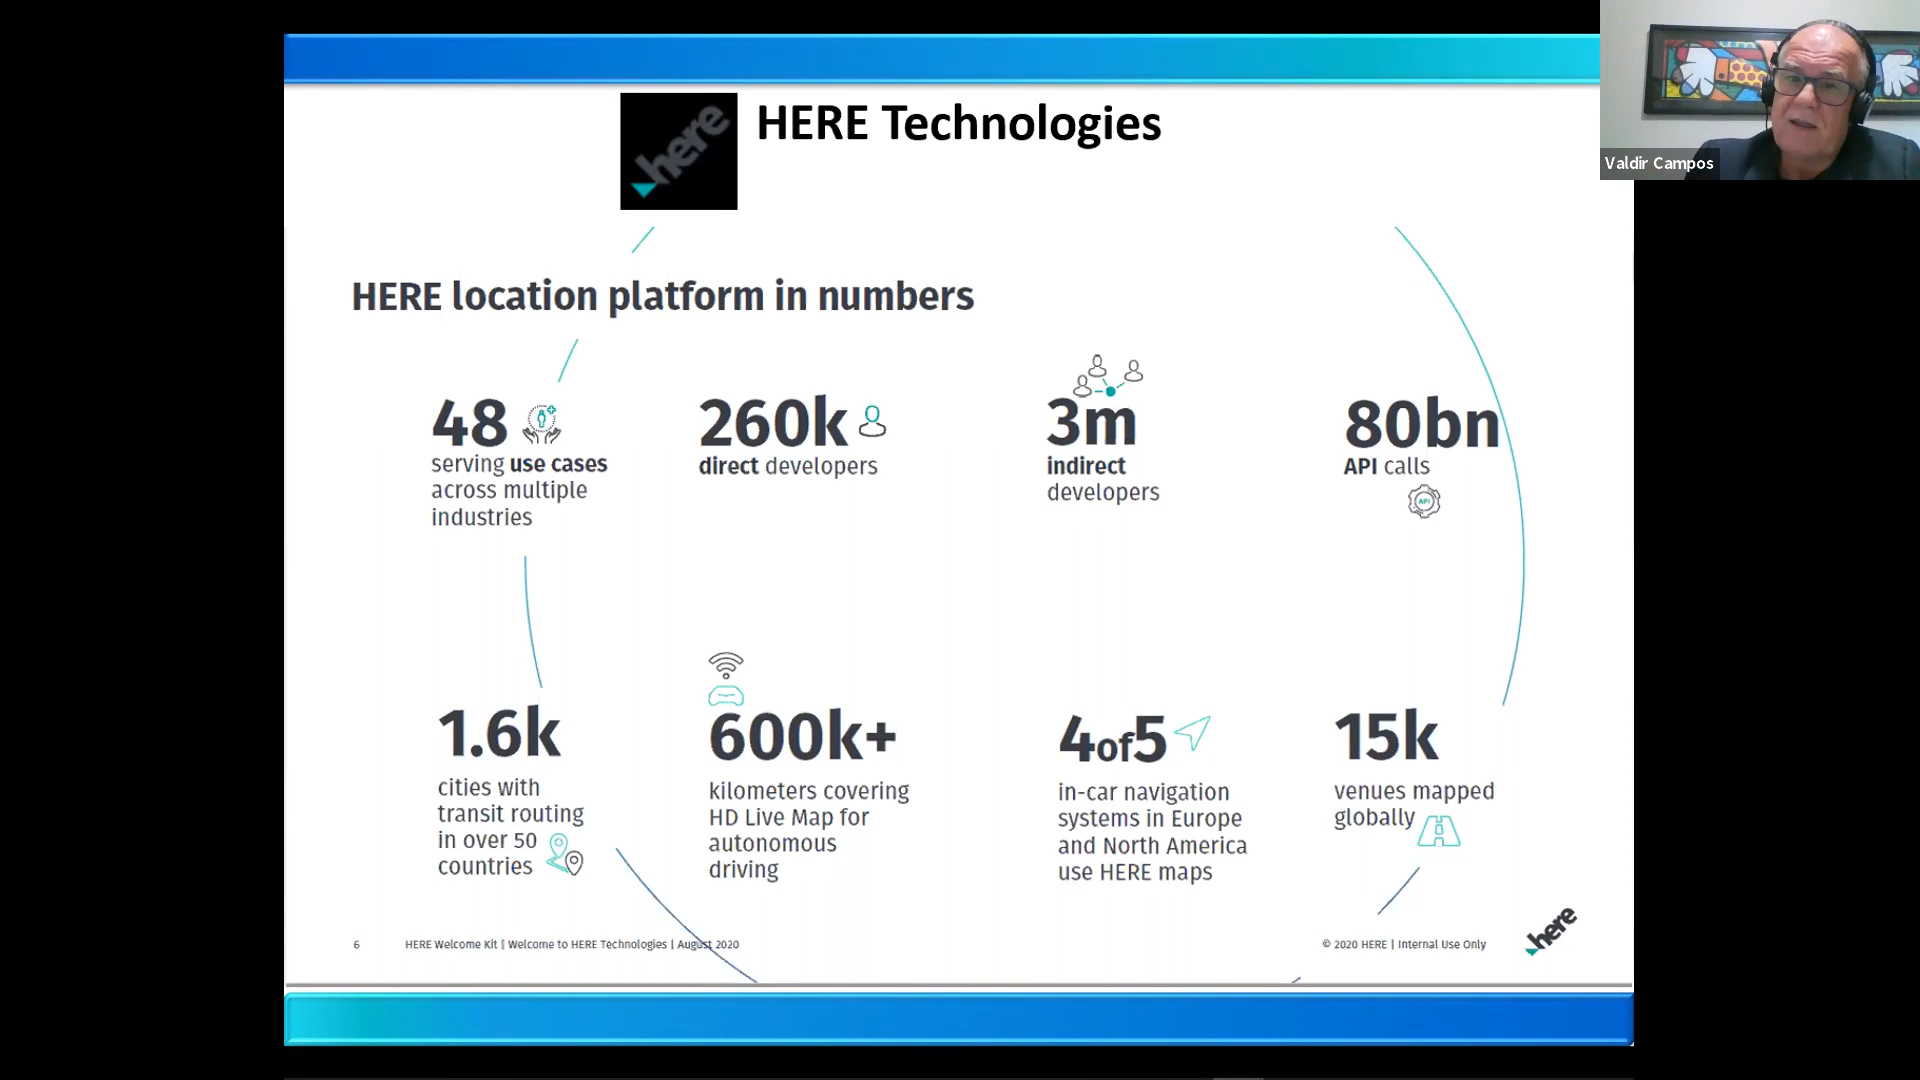 here
HERE Technologies
Valdir Campos
HERE location platform in numbers
48
serving use cases
across multiple
industries
260k
direct developers
3m
indirect
developers
80bn
API calls
API
1.6k
cities with
transit routing
in over 50
countries
600k+
kilometers covering
HD Live Map for
autonomous
driving
4of5
in-car navigation
systems in Europe
and North America
use HERE maps
15k
venues mapped
globally
6
HERE Welcome Kit | Welcome to HERE Technologies | August 2020
© 2020 HERE | Internal Use Only
here